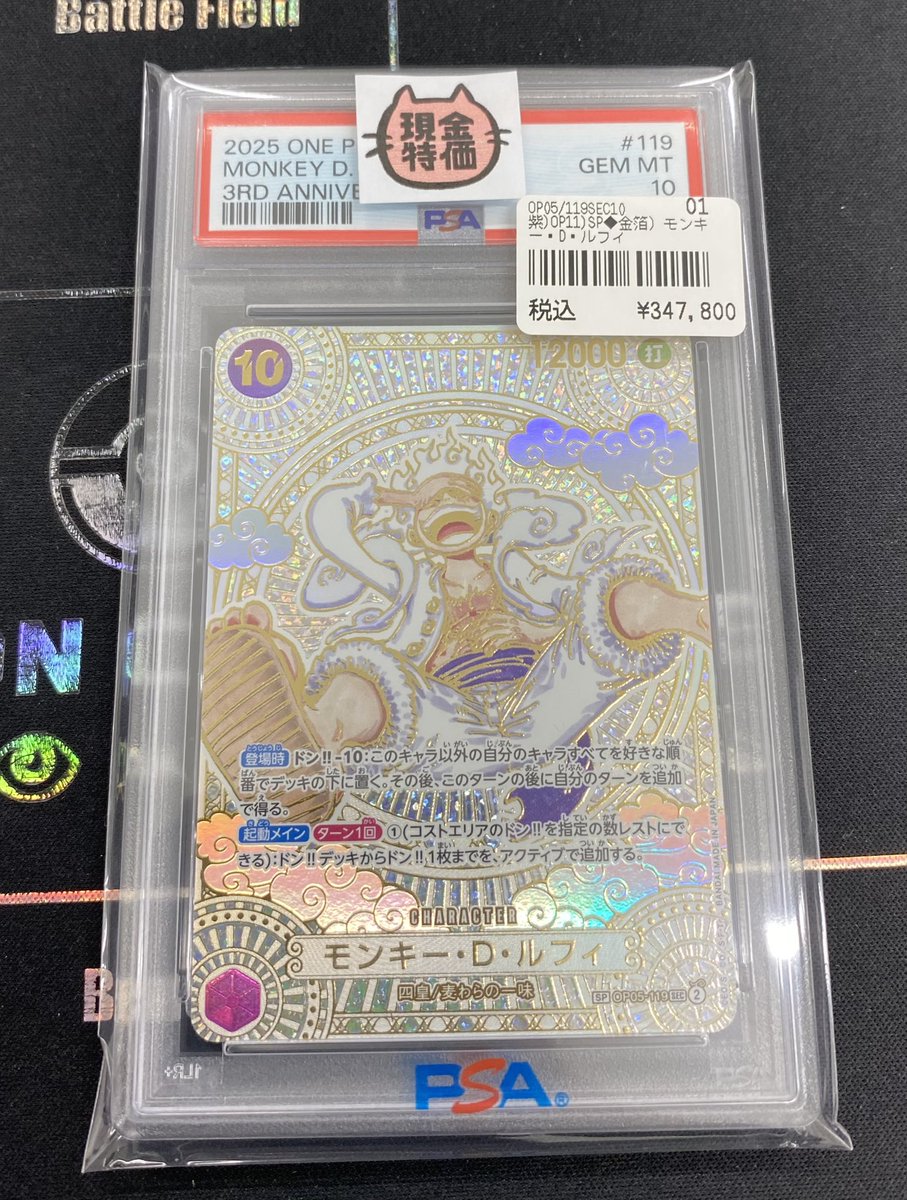 Battle Field
現金
特価
2025 ONE P
MONKEY D.
3RD ANNIVE
#119
GEM MT
10
PSA
OP05/119SEC10 01
紫)OP11)SP◆金箔) モンキ
ー・D・ルフィ
税込 ¥347,800
10
12000 打
登場時 ドン!!-10:このキャラ以外の自分のキャラすべてを好きな順
番でデッキの下に置く。その後、このターンの後に自分のターンを追加
で得る。
起動メイン ターン1回 ①(コストエリアのドン!!を指定の数レストにで
きる):ドン!!デッキからドン!!1枚までを、アクティブで追加する。
CHARACTER
モンキー・D・ルフィ
四皇/麦わらの一味
SP OP05-119 SEC 2
BANDAI MADE IN JAPAN
PSA